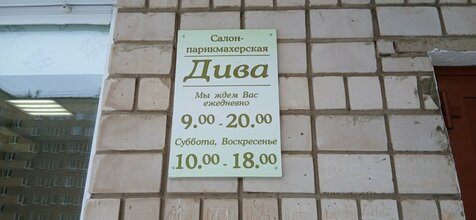 Салон-
парикмахерская
Дива
Мы ждем Вас
ежедневно
9.00 - 20.00
Суббота, Воскресенье
10.00 - 18.00